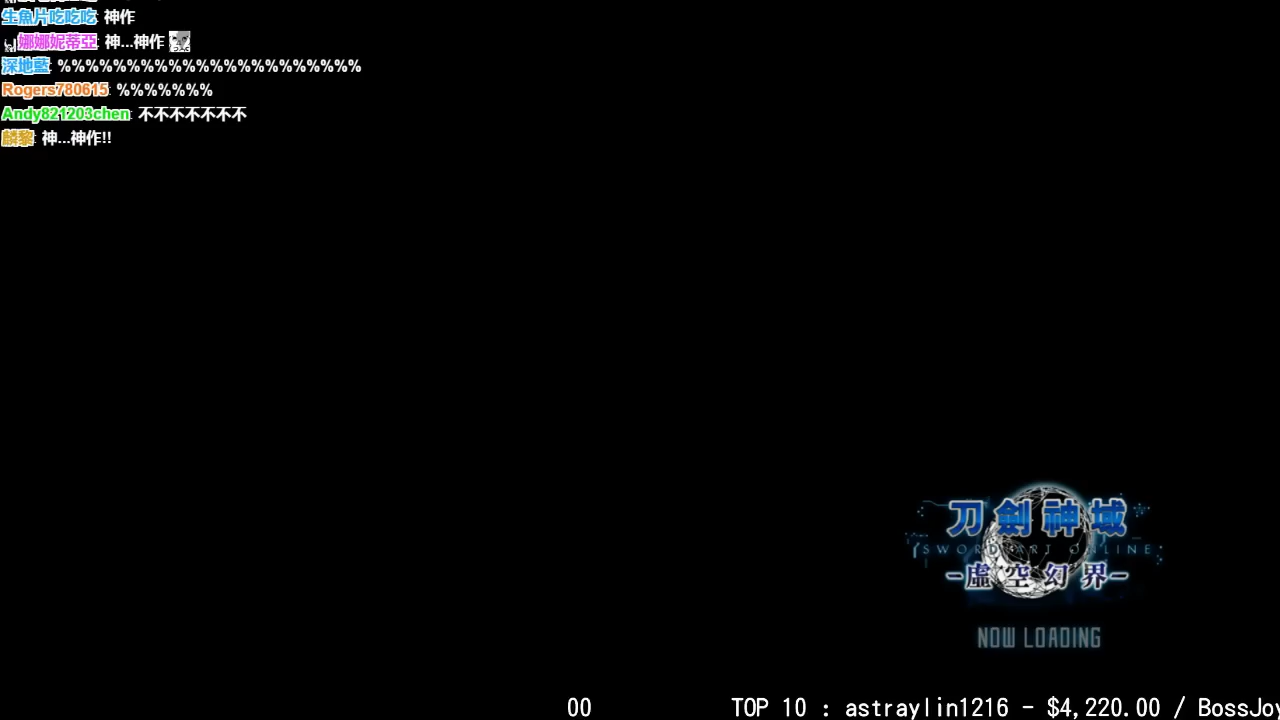 生魚片吃吃吃: 神作
娜娜妮蒂亞: 神...神作
深地藍: %%%%%%%%%%%%%%%%%%%%%%
Rogers780615: %%%%%%%
Andy821203chen: 不不不不不不不
麟黎: 神...神作!!
刀劍神域
SWORD ART ONLINE
-虛空幻界-
NOW LOADING
00 TOP 10 : astraylin1216 - $4,220.00 / BossJoy